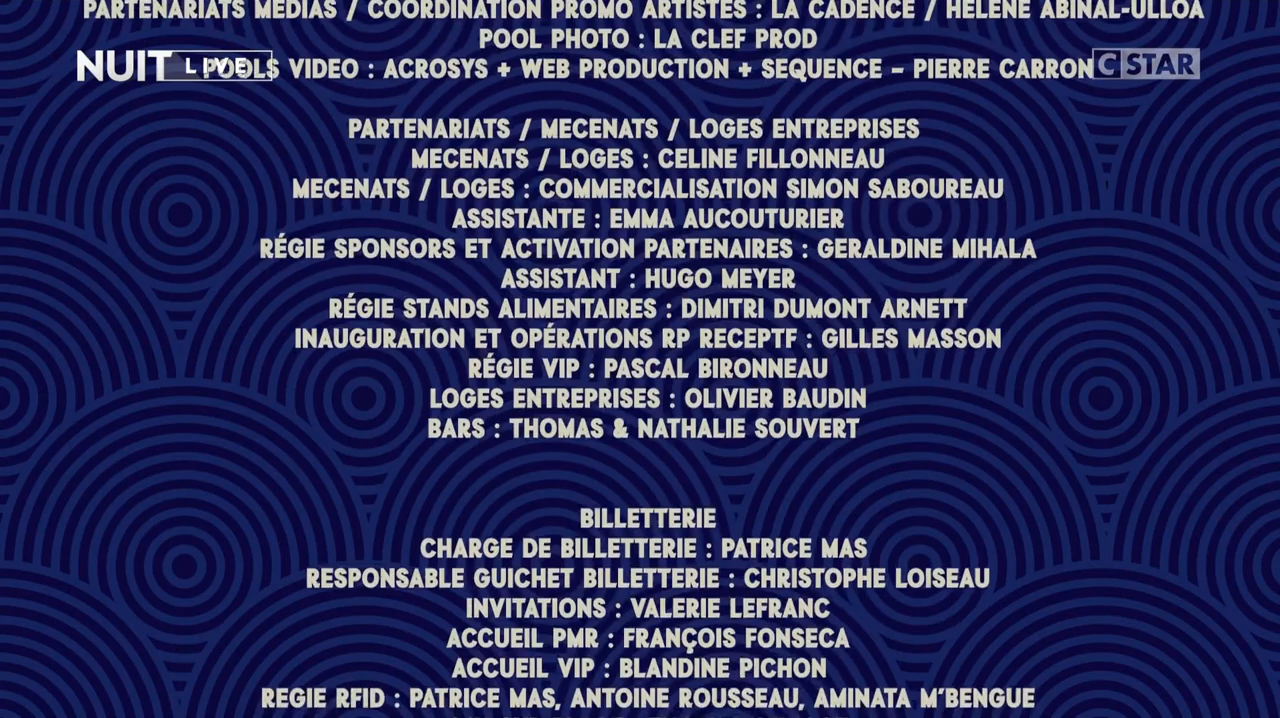 PARTENARIATS MEDIAS / COORDINATION PROMO ARTISTES : LA CADENCE / HELENE ABINAL-ULLOA
POOL PHOTO : LA CLEF PROD
NUIT LIVE
POOLS VIDEO : ACROSYS + WEB PRODUCTION + SEQUENCE – PIERRE CARRON
C STAR
PARTENARIATS / MECENATS / LOGES ENTREPRISES
MECENATS / LOGES : CELINE FILLONNEAU
MECENATS / LOGES : COMMERCIALISATION SIMON SABOUREAU
ASSISTANTE : EMMA AUCOUTURIER
RÉGIE SPONSORS ET ACTIVATION PARTENAIRES : GERALDINE MIHALA
ASSISTANT : HUGO MEYER
RÉGIE STANDS ALIMENTAIRES : DIMITRI DUMONT ARNETT
INAUGURATION ET OPÉRATIONS RP RECEPTF : GILLES MASSON
RÉGIE VIP : PASCAL BIRONNEAU
LOGES ENTREPRISES : OLIVIER BAUDIN
BARS : THOMAS & NATHALIE SOUVERT
BILLETTERIE
CHARGE DE BILLETTERIE : PATRICE MAS
RESPONSABLE GUICHET BILLETTERIE : CHRISTOPHE LOISEAU
INVITATIONS : VALERIE LEFRANC
ACCUEIL PMR : FRANÇOIS FONSECA
ACCUEIL VIP : BLANDINE PICHON
REGIE RFID : PATRICE MAS, ANTOINE ROUSSEAU, AMINATA M'BENGUE